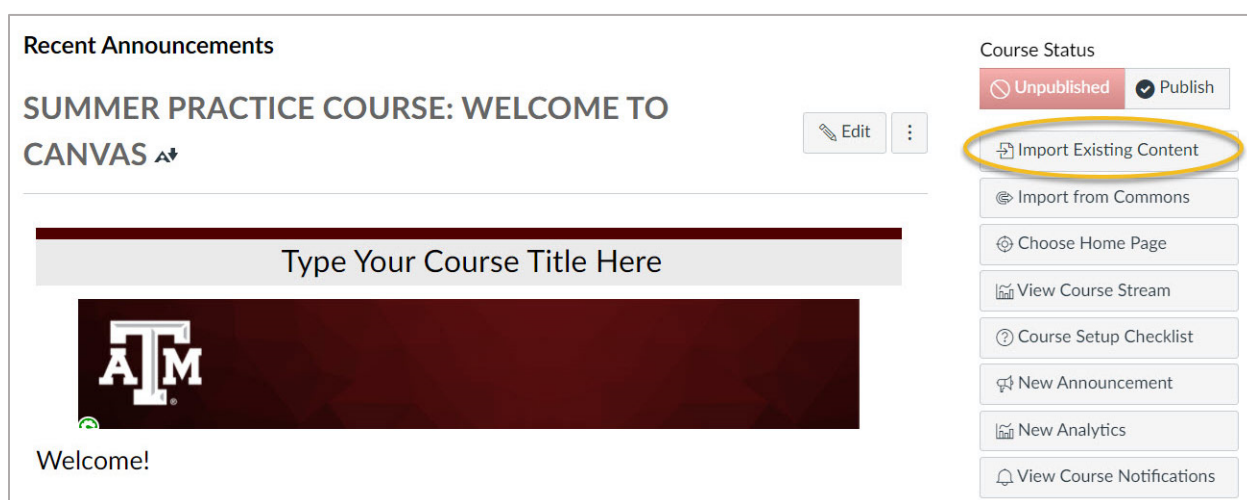 Recent Announcements
SUMMER PRACTICE COURSE: WELCOME TO
CANVAS
Edit
Type Your Course Title Here
ATM
®
Welcome!
Course Status
Unpublished
Publish
Import Existing Content
Import from Commons
Choose Home Page
View Course Stream
Course Setup Checklist
New Announcement
New Analytics
View Course Notifications